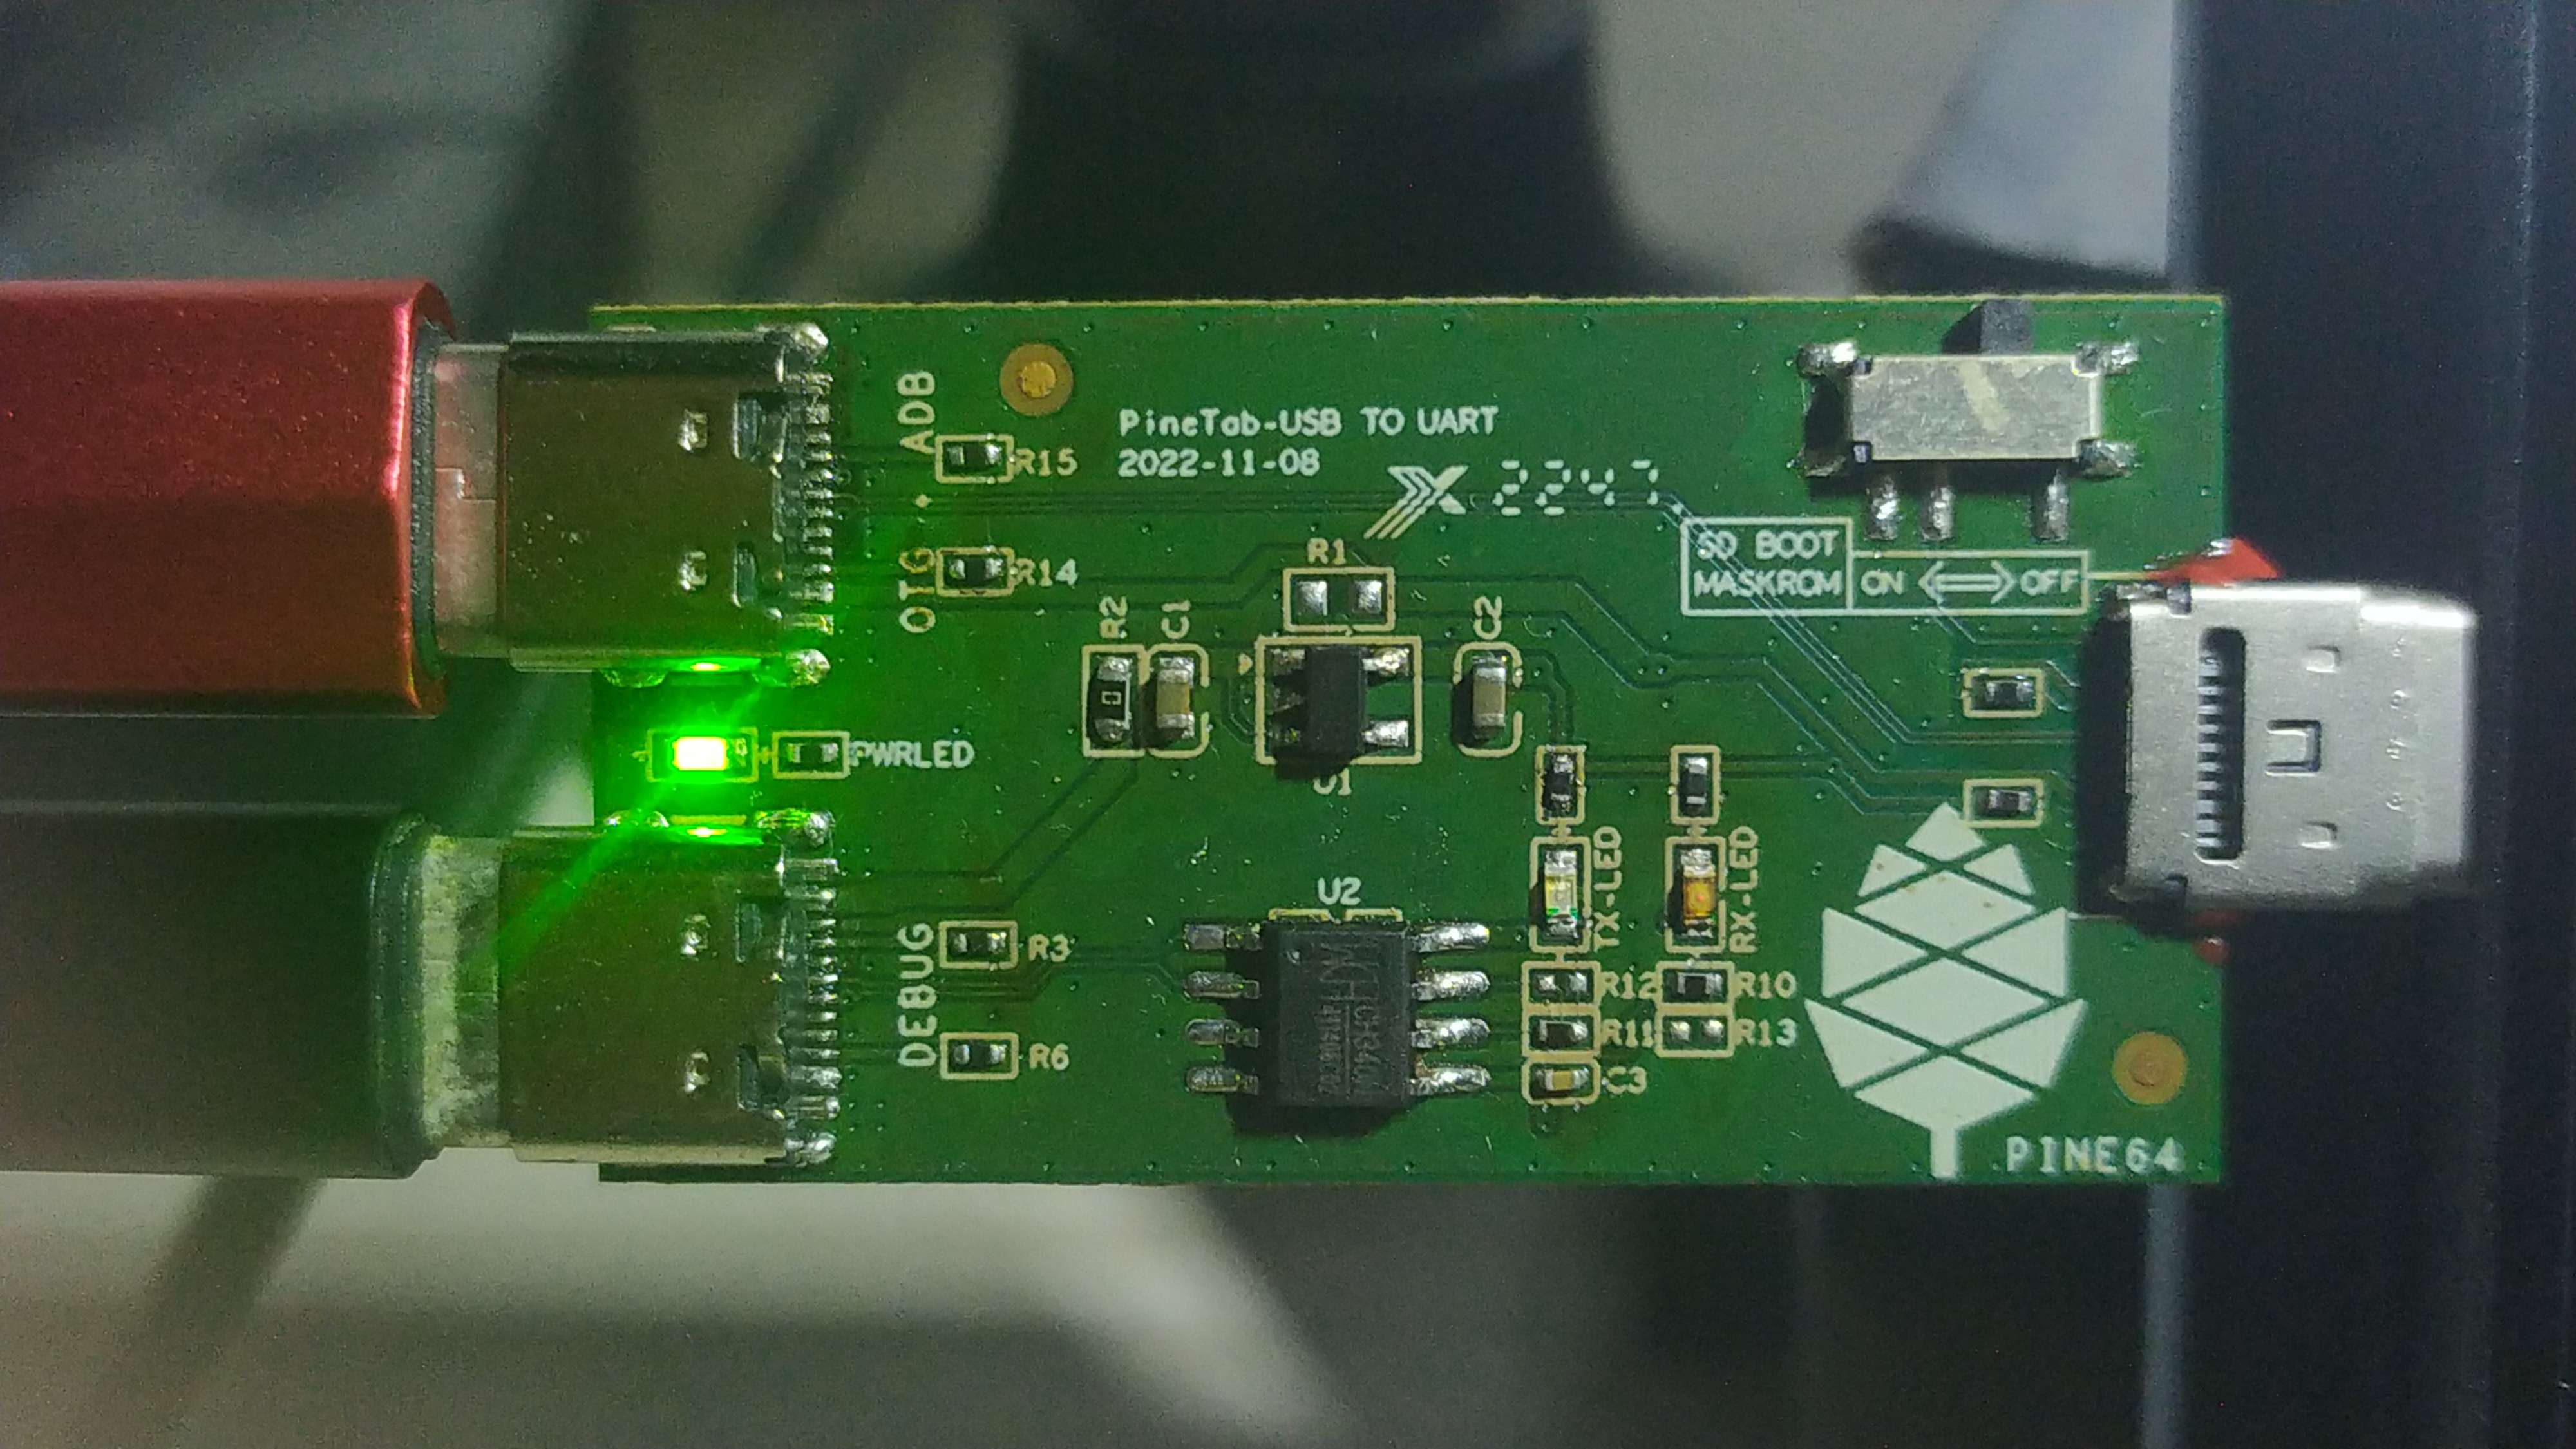 ADB
+
OTG
R15
R14
PineTab-USB TO UART
2022-11-08
2247
SD BOOT
MASKROM
ON
OFF
R1
R2
C1
C2
U1
PWRLED
DEBUG
R3
R6
U2
TX-LED
RX-LED
R12
R10
R11
R13
C3
PINE64